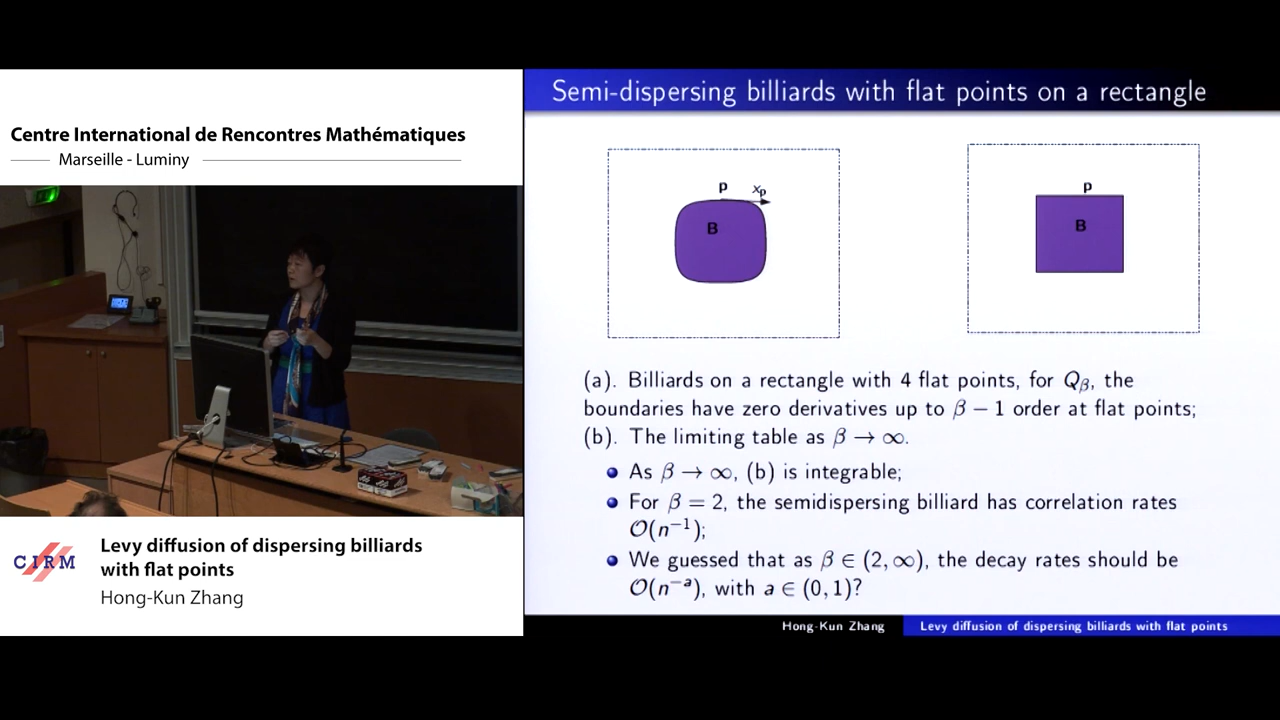 Centre International de Rencontres Mathématiques
Marseille - Luminy
CIRM
Levy diffusion of dispersing billiards
with flat points
Hong-Kun Zhang
Semi-dispersing billiards with flat points on a rectangle
p
x_p
B
p
B
(a). Billiards on a rectangle with 4 flat points, for Q_β, the
boundaries have zero derivatives up to β − 1 order at flat points;
(b). The limiting table as β → ∞.
As β → ∞, (b) is integrable;
For β = 2, the semidispersing billiard has correlation rates
O(n⁻¹);
We guessed that as β ∈ (2, ∞), the decay rates should be
O(n⁻ᵃ), with a ∈ (0, 1)?
Hong-Kun Zhang
Levy diffusion of dispersing billiards with flat points